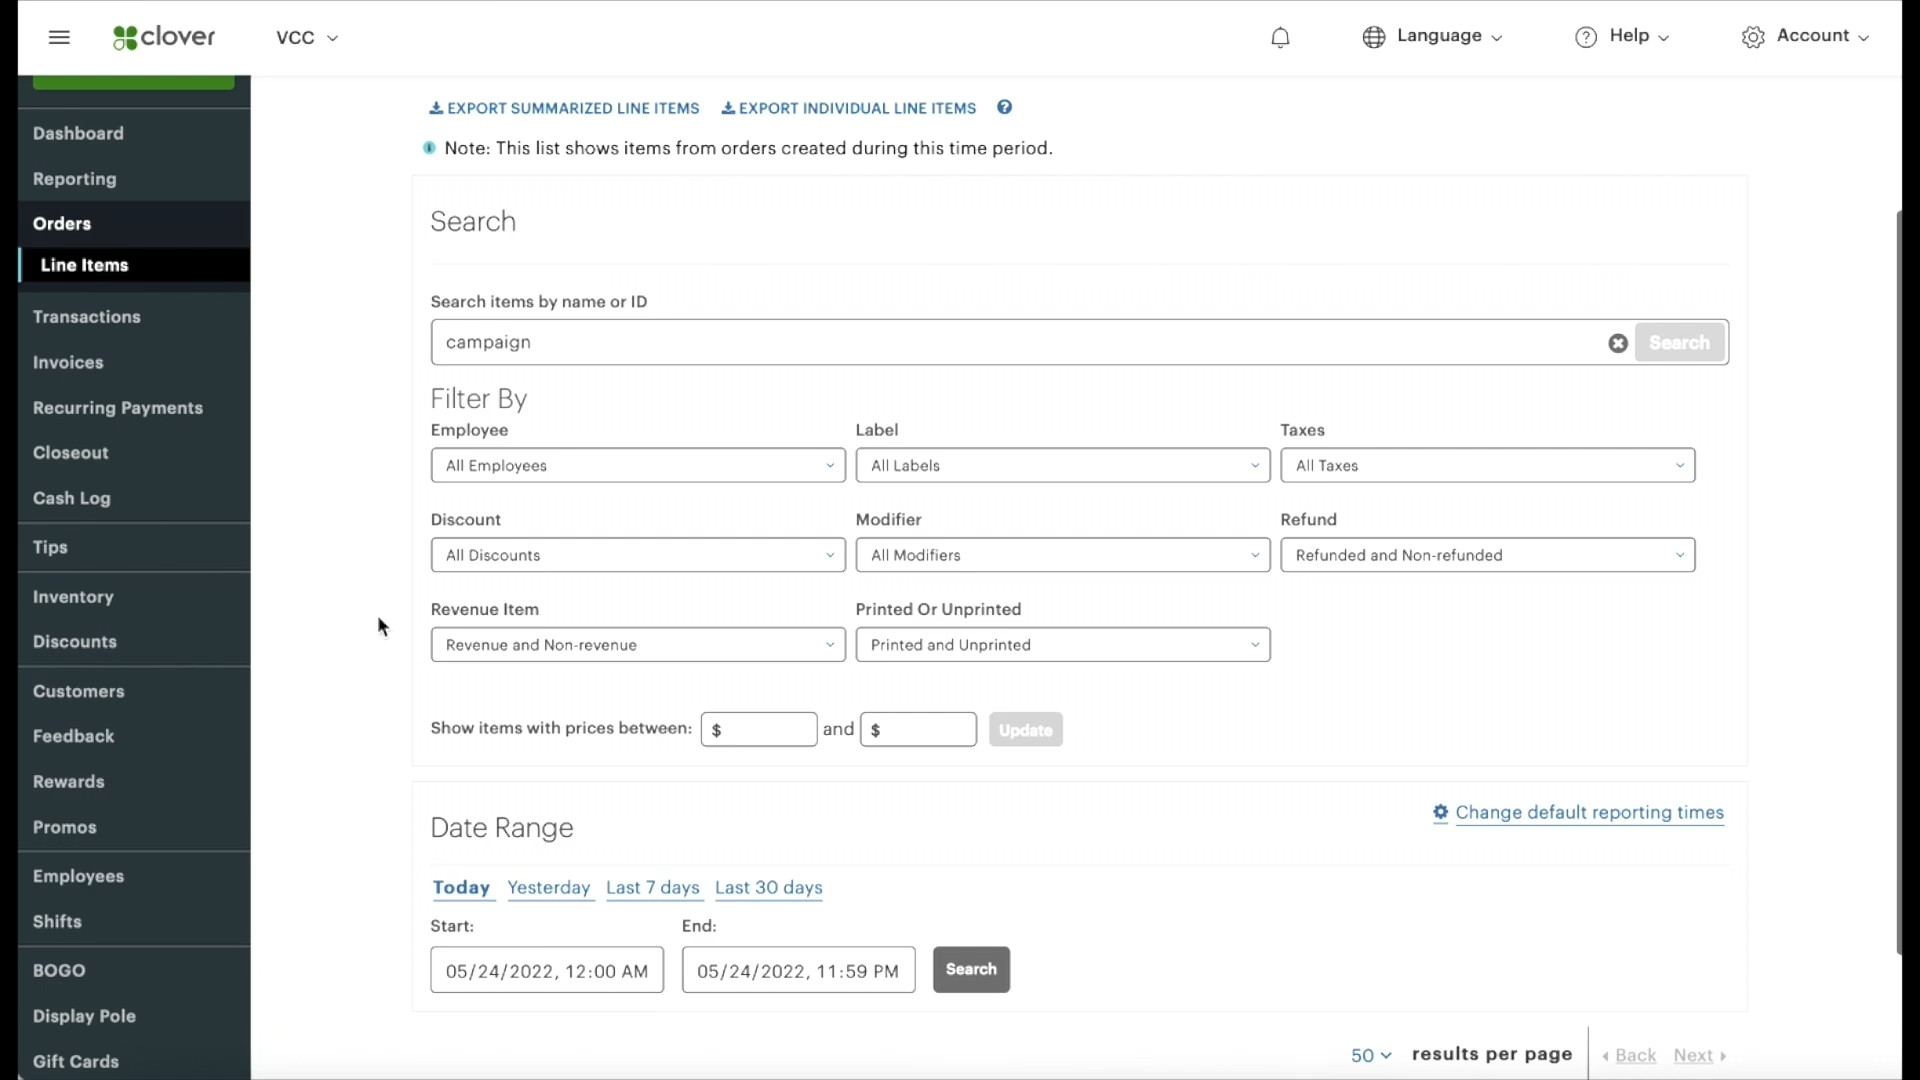 clover
VCC
Language
Help
Account
Dashboard
Reporting
Orders
Line Items
Transactions
Invoices
Recurring Payments
Closeout
Cash Log
Tips
Inventory
Discounts
Customers
Feedback
Rewards
Promos
Employees
Shifts
BOGO
Display Pole
Gift Cards
EXPORT SUMMARIZED LINE ITEMS EXPORT INDIVIDUAL LINE ITEMS ?
Note: This list shows items from orders created during this time period.
Search
Search items by name or ID
campaign
Search
Filter By
Employee Label Taxes
All Employees All Labels All Taxes
Discount Modifier Refund
All Discounts All Modifiers Refunded and Non-refunded
Revenue Item Printed Or Unprinted
Revenue and Non-revenue Printed and Unprinted
Show items with prices between: $ and $ Update
Date Range
Change default reporting times
Today Yesterday Last 7 days Last 30 days
Start: End:
05/24/2022, 12:00 AM 05/24/2022, 11:59 PM Search
50 results per page Back Next